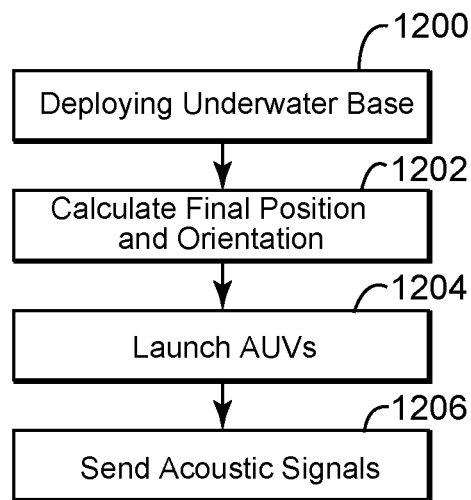 1200
Deploying Underwater Base
1202
Calculate Final Position
and Orientation
1204
Launch AUVs
1206
Send Acoustic Signals